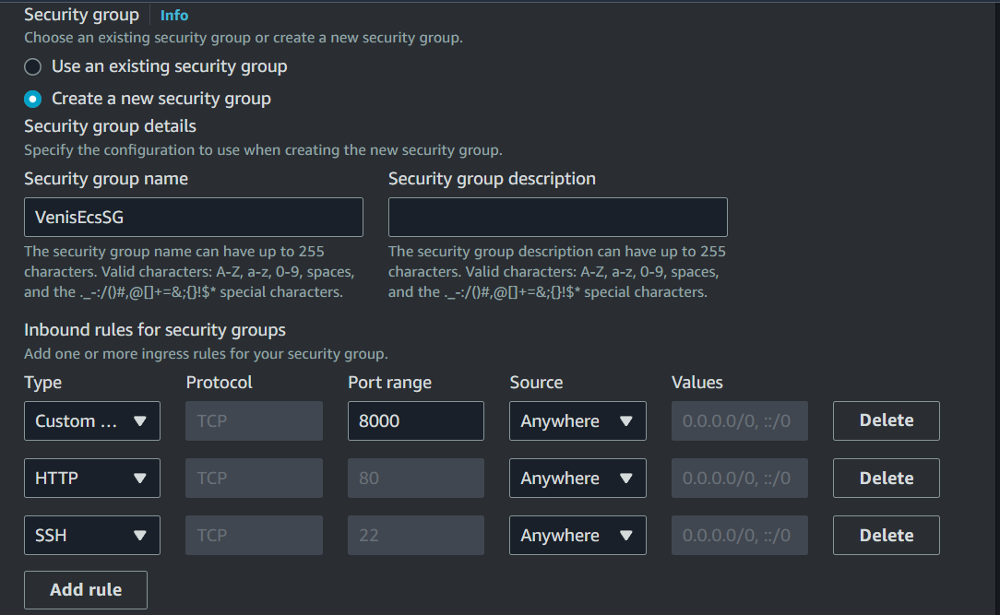 Security group Info
Choose an existing security group or create a new security group.
Use an existing security group
Create a new security group
Security group details
Specify the configuration to use when creating the new security group.
Security group name Security group description
VenisEcsSG
The security group name can have up to 255 The security group description can have up to 255
characters. Valid characters: A-Z, a-z, 0-9, spaces, characters. Valid characters: A-Z, a-z, 0-9, spaces,
and the ._-:/()#,@[]+=&;{}!$* special characters. and the ._-:/()#,@[]+=&;{}!$* special characters.
Inbound rules for security groups
Add one or more ingress rules for your security group.
Type Protocol Port range Source Values
Custom ... TCP 8000 Anywhere 0.0.0.0/0, ::/0 Delete
HTTP TCP 80 Anywhere 0.0.0.0/0, ::/0 Delete
SSH TCP 22 Anywhere 0.0.0.0/0, ::/0 Delete
Add rule